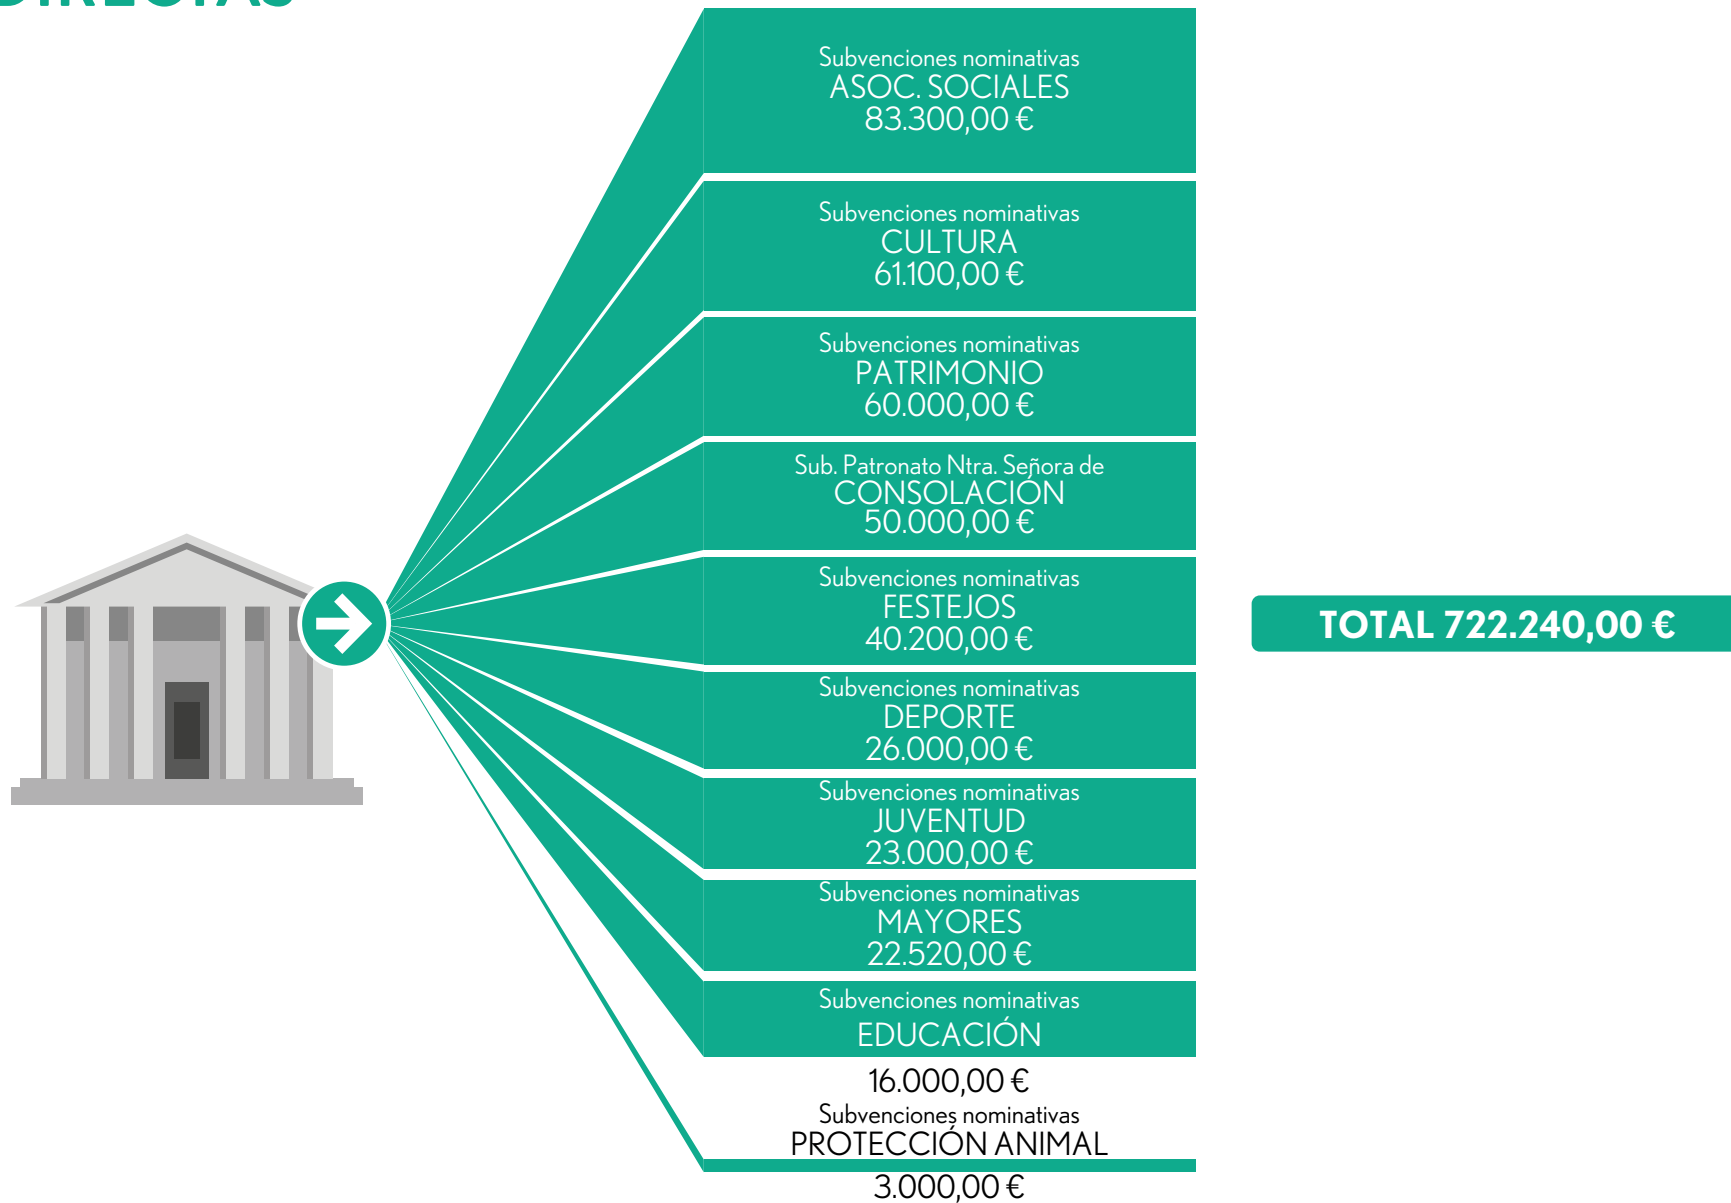 DIRECTAS
Subvenciones nominativas
ASOC. SOCIALES
83.300,00 €
Subvenciones nominativas
CULTURA
61.100,00 €
Subvenciones nominativas
PATRIMONIO
60.000,00 €
Sub. Patronato Ntra. Señora de
CONSOLACIÓN
50.000,00 €
Subvenciones nominativas
FESTEJOS
40.200,00 €
Subvenciones nominativas
DEPORTE
26.000,00 €
Subvenciones nominativas
JUVENTUD
23.000,00 €
Subvenciones nominativas
MAYORES
22.520,00 €
Subvenciones nominativas
EDUCACIÓN
16.000,00 €
Subvenciones nominativas
PROTECCIÓN ANIMAL
3.000,00 €
TOTAL 722.240,00 €